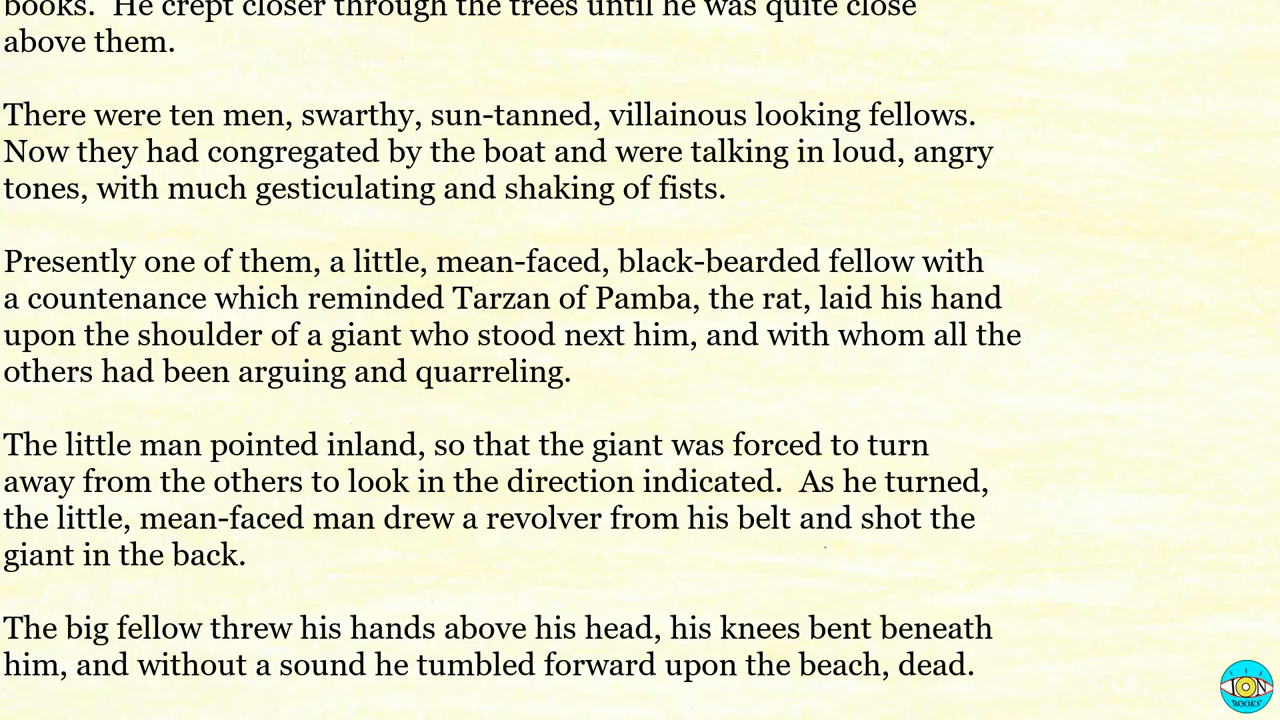 books.  He crept closer through the trees until he was quite close
above them.
There were ten men, swarthy, sun-tanned, villainous looking fellows.
Now they had congregated by the boat and were talking in loud, angry
tones, with much gesticulating and shaking of fists.
Presently one of them, a little, mean-faced, black-bearded fellow with
a countenance which reminded Tarzan of Pamba, the rat, laid his hand
upon the shoulder of a giant who stood next him, and with whom all the
others had been arguing and quarreling.
The little man pointed inland, so that the giant was forced to turn
away from the others to look in the direction indicated.  As he turned,
the little, mean-faced man drew a revolver from his belt and shot the
giant in the back.
The big fellow threw his hands above his head, his knees bent beneath
him, and without a sound he tumbled forward upon the beach, dead.
ION
BOOKS